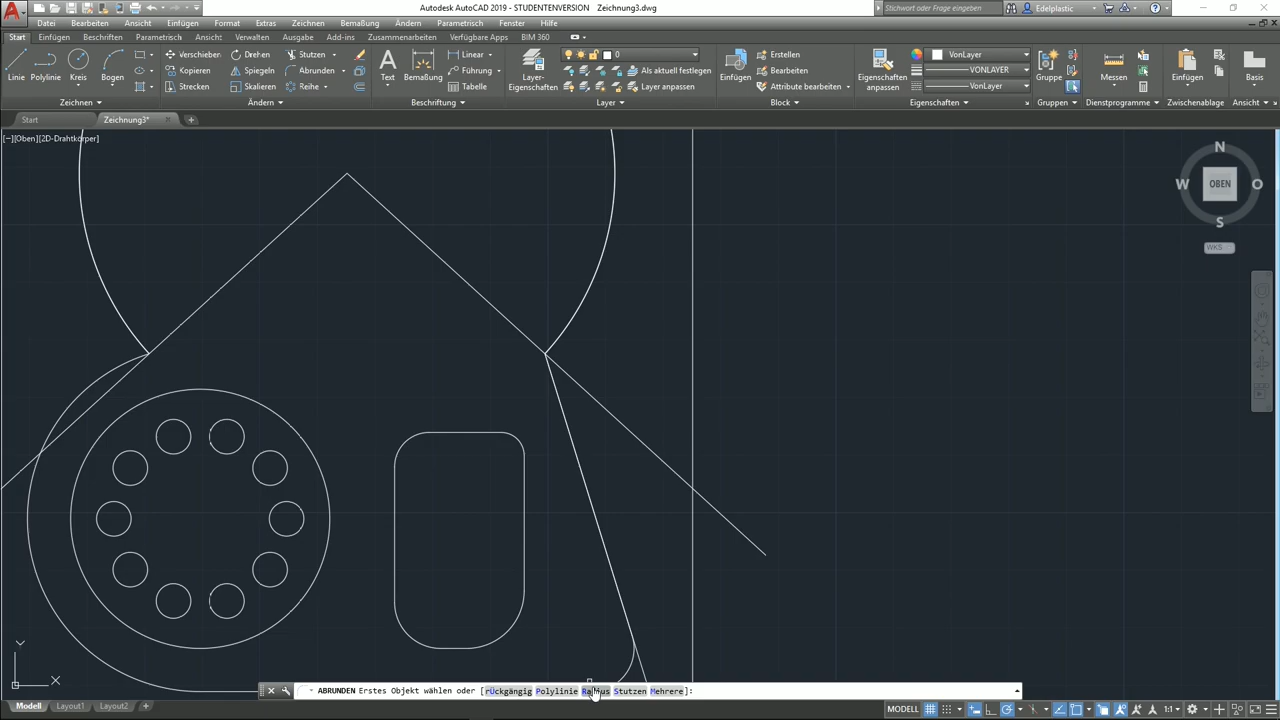 Autodesk AutoCAD 2019 - STUDENTENVERSION Zeichnung3.dwg
Stichwort oder Frage eingeben
Edelplastic
Datei Bearbeiten Ansicht Einfügen Format Extras Zeichnen Bemaßung Ändern Parametrisch Fenster Hilfe
Start Einfügen Beschriften Parametrisch Ansicht Verwalten Ausgabe Add-ins Zusammenarbeiten Verfügbare Apps BIM 360
Linie Polylinie Kreis Bogen
Verschieben Drehen Stutzen
Kopieren Spiegeln Abrunden
Strecken Skalieren Reihe
Text Bemaßung
Linear
Führung
Tabelle
Layer-
Eigenschaften
0
Als aktuell festlegen
Layer anpassen
Einfügen
Erstellen
Bearbeiten
Attribute bearbeiten
Eigenschaften
anpassen
VonLayer
VONLAYER
VonLayer
Gruppe
Messen
Einfügen
Basis
Zeichnen Ändern Beschriftung Layer Block Eigenschaften Gruppen Dienstprogramme Zwischenablage Ansicht
Start Zeichnung3*
[−][Oben][2D-Drahtkörper]
N
W OBEN O
S
WKS
Y
X
ABRUNDEN Erstes Objekt wählen oder [rÜckgängig Polylinie Radius Stutzen Mehrere]:
Modell Layout1 Layout2 +
MODELL
1:1